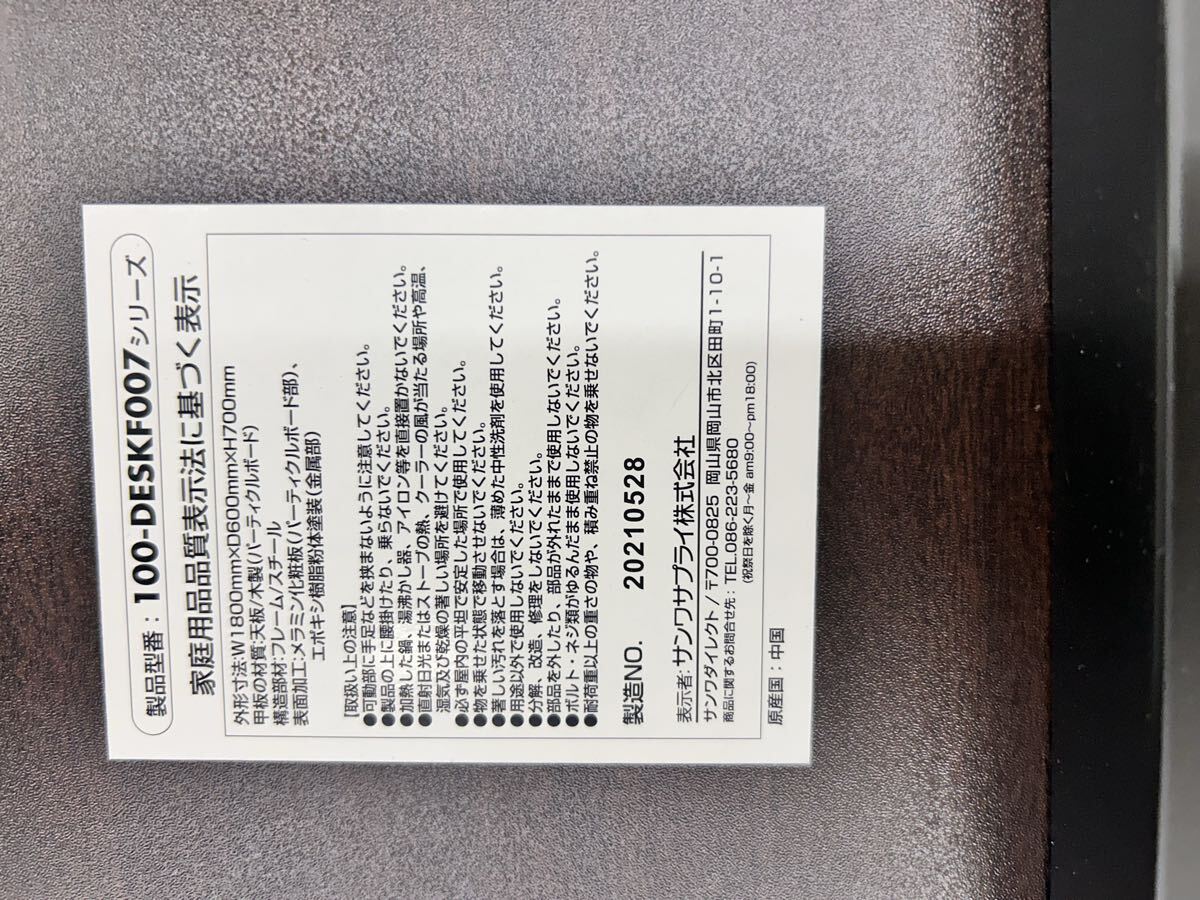 製品型番：100-DESKF007シリーズ
家庭用品品質表示法に基づく表示
外形寸法:W1800mm×D600mm×H700mm
甲板の材質:天板/木製(パーティクルボード)
構造部材:フレーム/スチール
表面加工:メラミン化粧板(パーティクルボード部)、
エポキシ樹脂粉体塗装(金属部)
【取扱い上の注意】
●可動部に手足などを挟まないように注意してください。
●製品の上に腰掛けたり、乗らないでください。
●加熱した鍋、湯沸かし器、アイロン等を直接置かないでください。
●直射日光またはストーブの熱、クーラーの風が当たる場所や高温、
湿気及び乾燥の著しい場所を避けてください。
●必ず屋内の平坦で安定した場所で使用してください。
●物を乗せた状態で移動させないでください。
●著しい汚れを落とす場合は、薄めた中性洗剤を使用してください。
●用途以外で使用しないでください。
●分解、改造、修理をしないでください。
●部品を外したり、部品が外れたままで使用しないでください。
●ボルト・ネジ類がゆるんだまま使用しないでください。
●耐荷重以上の重さの物や、積み重ね禁止の物を乗せないでください。
製造NO. 20210528
表示者：サンワサプライ株式会社
サンワダイレクト / 〒700-0825 岡山県岡山市北区田町1-10-1
商品に関するお問合せ先：TEL.086-223-5680
(祝祭日を除く月〜金 am9:00〜pm18:00)
原産国：中国